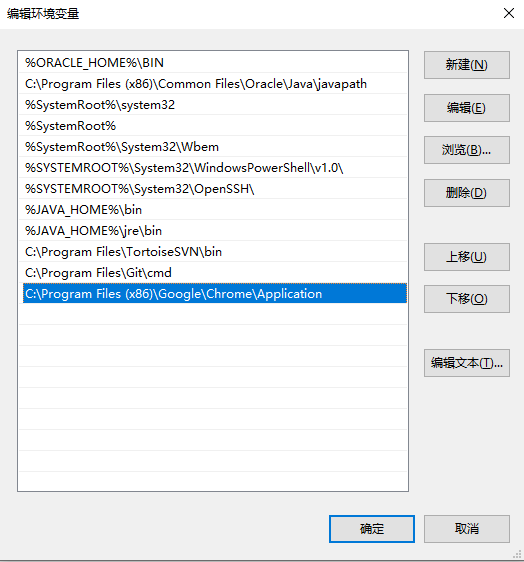 编辑环境变量
%ORACLE_HOME%\BIN
C:\Program Files (x86)\Common Files\Oracle\Java\javapath
%SystemRoot%\system32
%SystemRoot%
%SystemRoot%\System32\Wbem
%SYSTEMROOT%\System32\WindowsPowerShell\v1.0\
%SYSTEMROOT%\System32\OpenSSH\
%JAVA_HOME%\bin
%JAVA_HOME%\jre\bin
C:\Program Files\TortoiseSVN\bin
C:\Program Files\Git\cmd
C:\Program Files (x86)\Google\Chrome\Application
新建(N)
编辑(E)
浏览(B)...
删除(D)
上移(U)
下移(O)
编辑文本(T)...
确定
取消